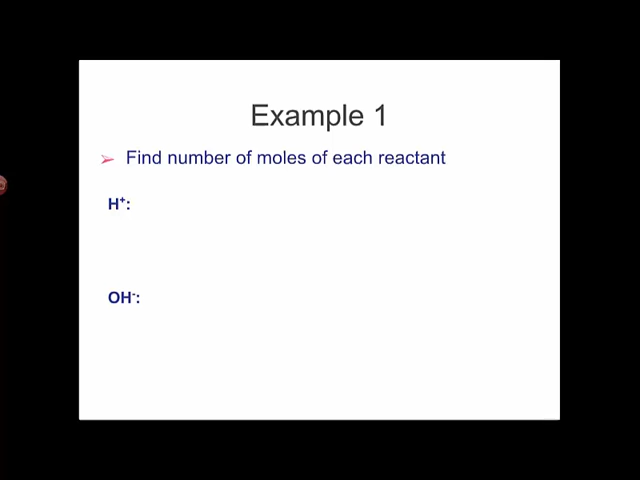 Example 1
➢ Find number of moles of each reactant
H⁺:
OH⁻: